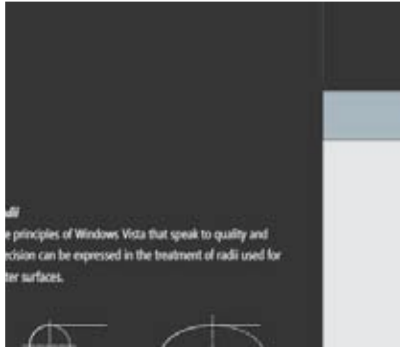 dii
e principles of Windows Vista that speak to quality and
ecision can be expressed in the treatment of radii used for
ter surfaces.